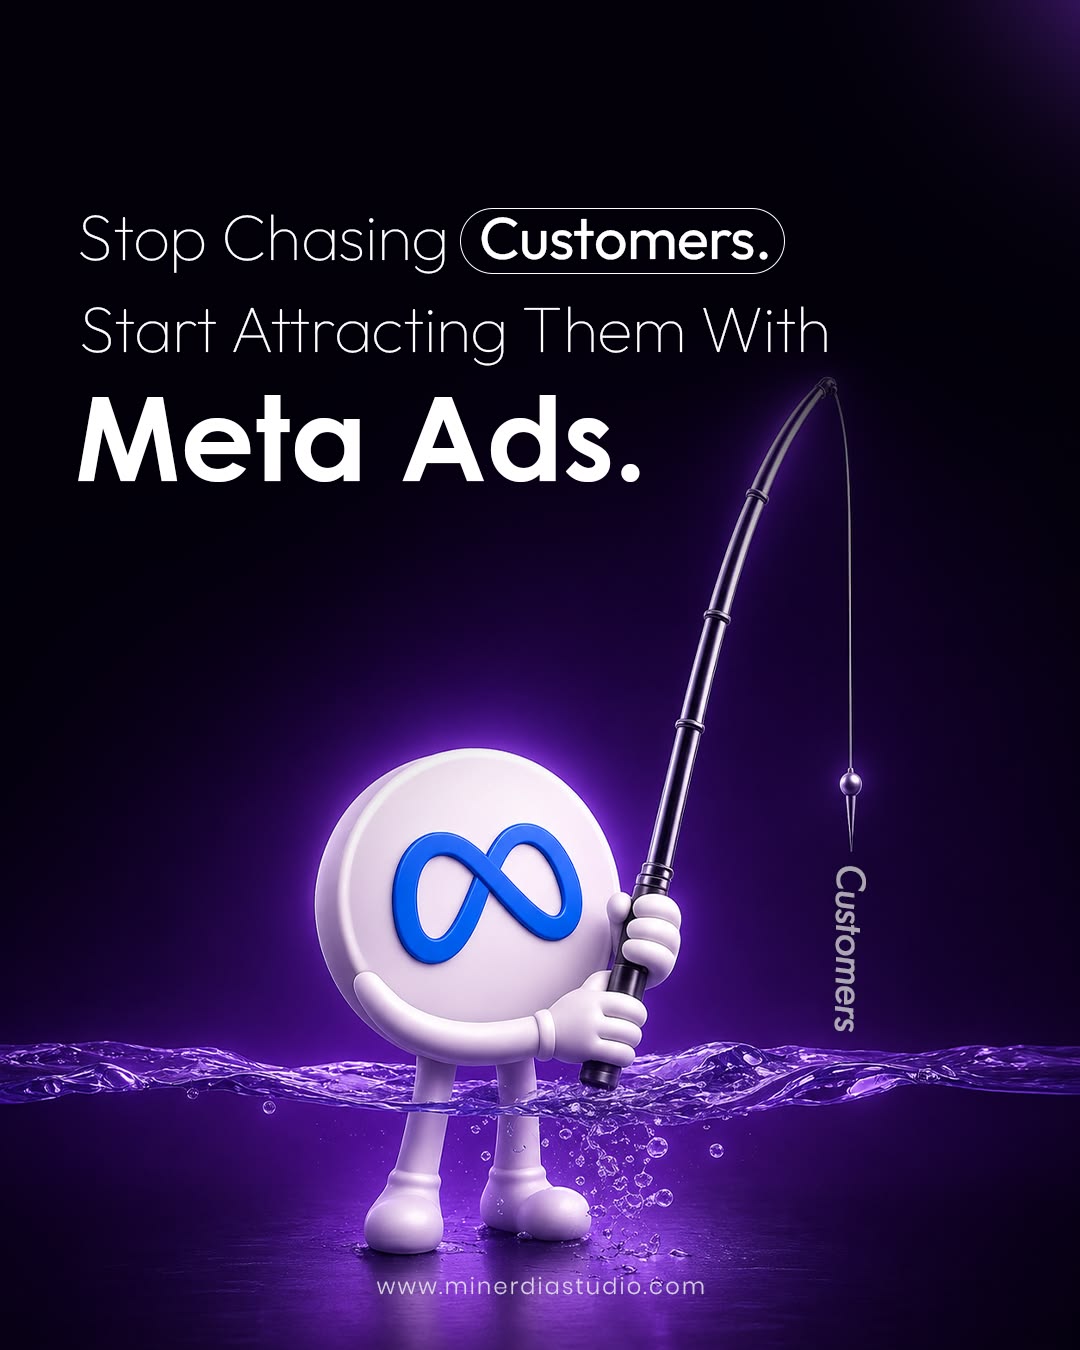 Stop Chasing Customers.
Start Attracting Them With
Meta Ads.
Customers
www.minerdiastudio.com